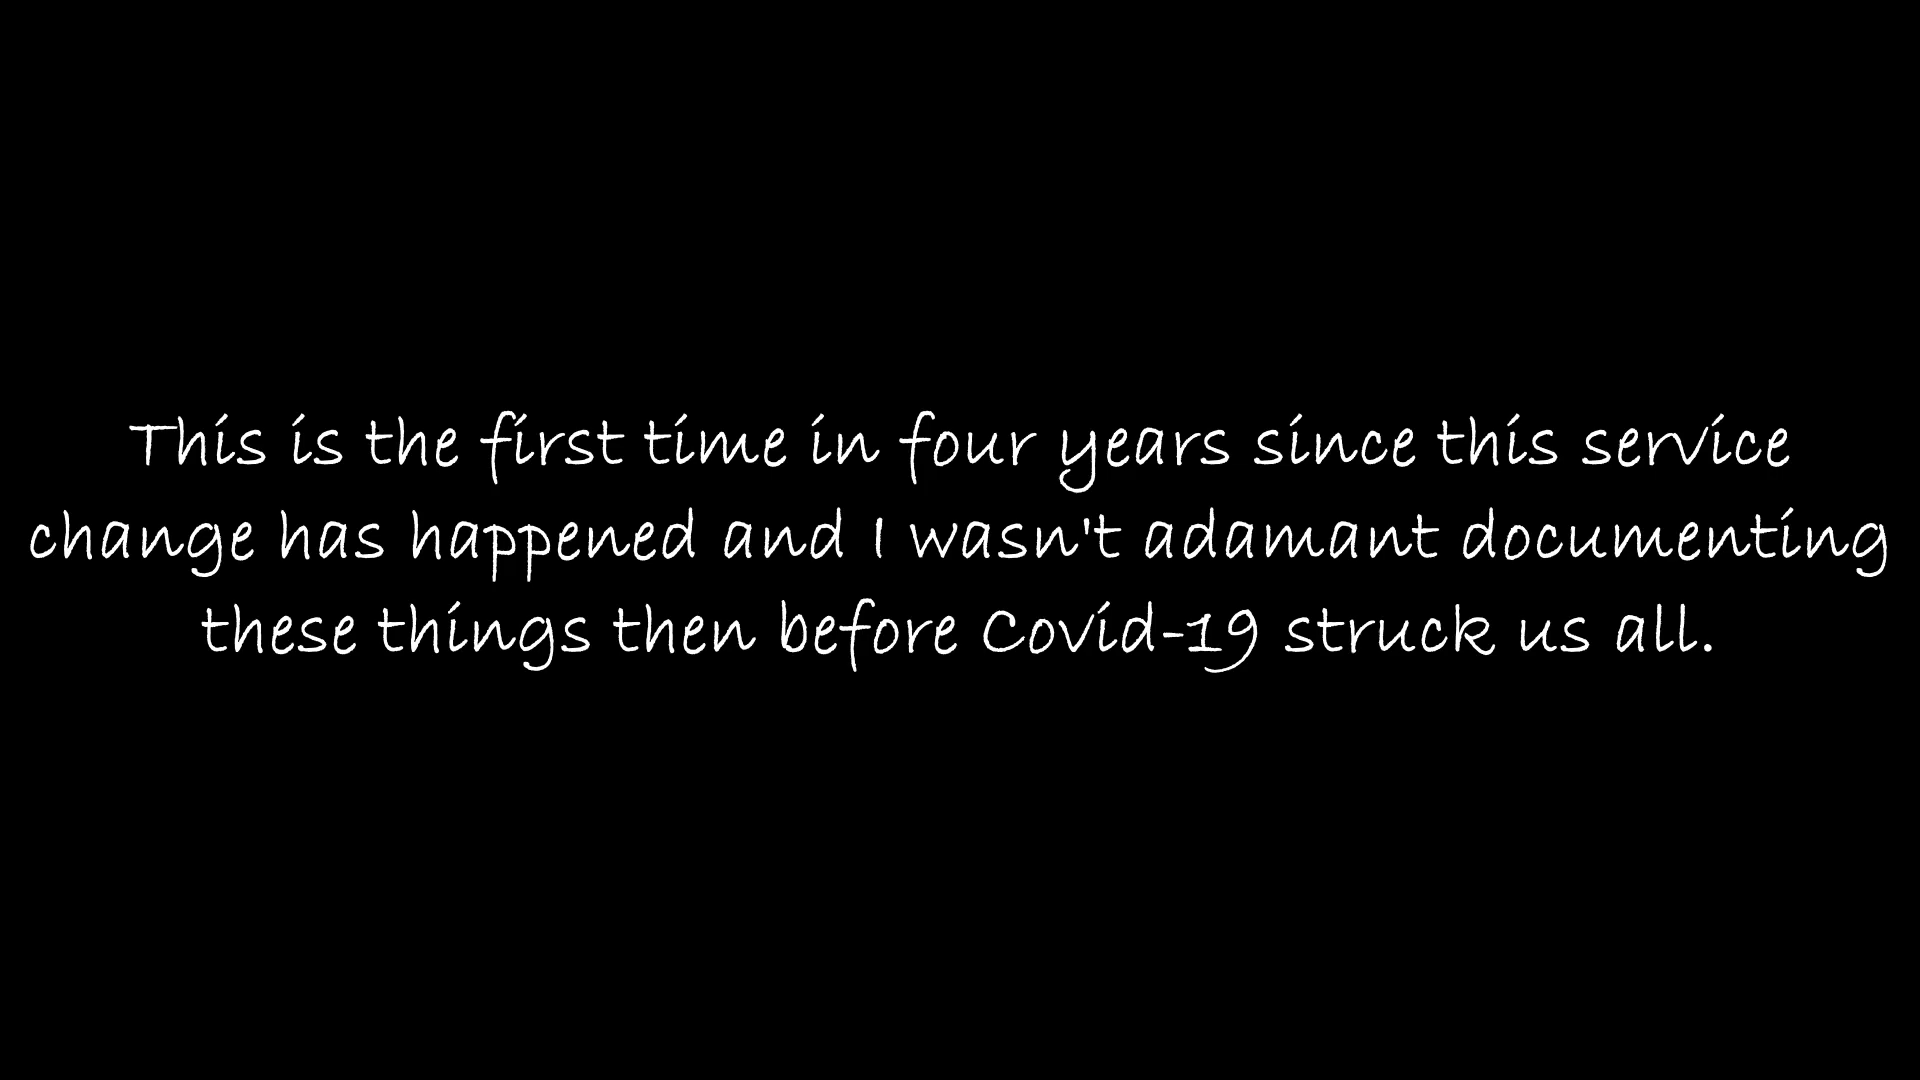 This is the first time in four years since this service
change has happened and I wasn't adamant documenting
these things then before Covid-19 struck us all.